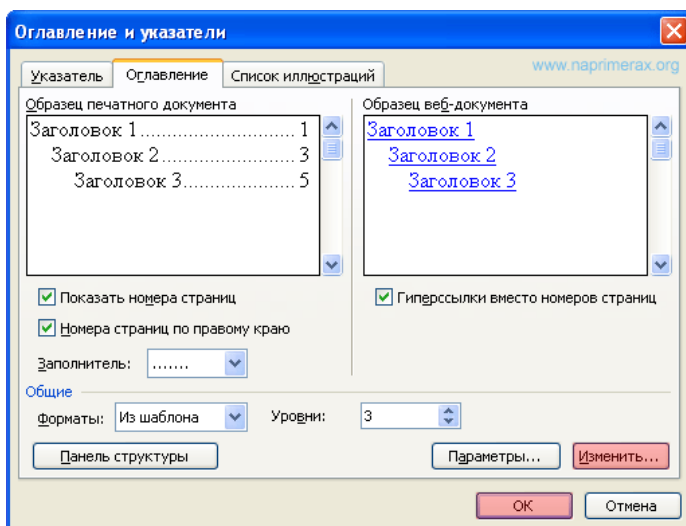 Оглавление и указатели
www.naprimerax.org
Указатель Оглавление Список иллюстраций
Образец печатного документа
Заголовок 1 1
Заголовок 2 3
Заголовок 3 5
Образец веб-документа
Заголовок 1
Заголовок 2
Заголовок 3
Показать номера страниц
Номера страниц по правому краю
Заполнитель: .......
Гиперссылки вместо номеров страниц
Общие
Форматы: Из шаблона Уровни: 3
Панель структуры Параметры... Изменить...
ОК Отмена